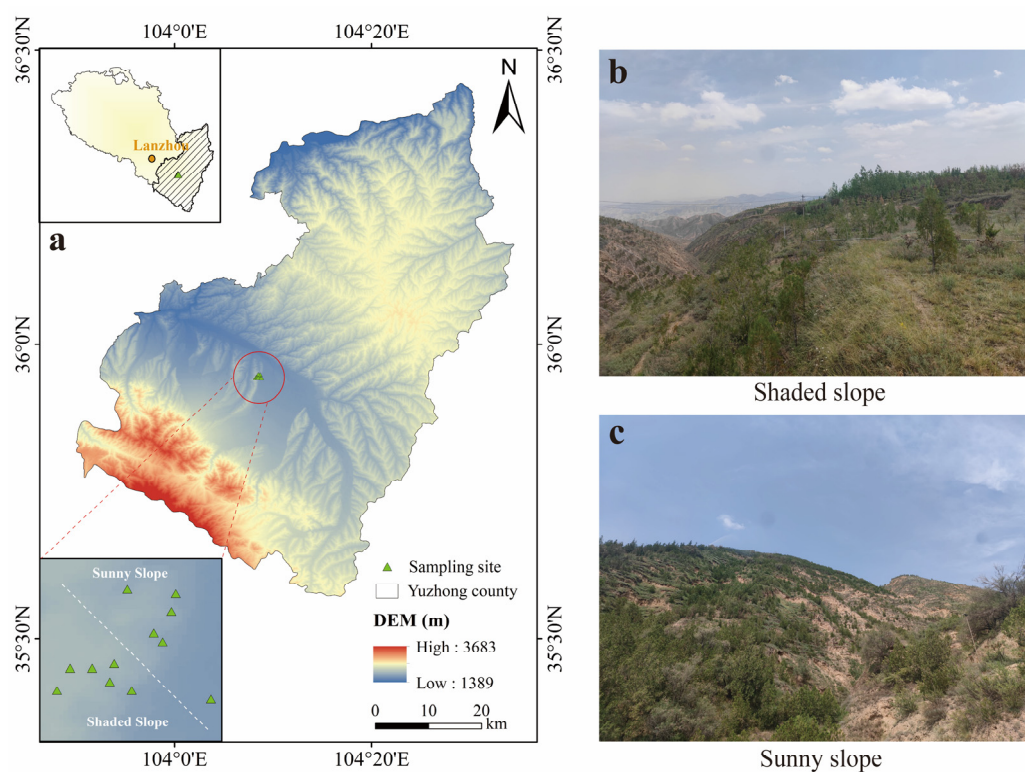 104°0'E 104°20'E
36°30'N 36°30'N
N
Lanzhou
a
36°0'N 36°0'N
Sunny Slope
Shaded Slope
Sampling site
Yuzhong county
DEM (m)
High : 3683
Low : 1389
0 10 20
km
35°30'N 35°30'N
104°0'E 104°20'E
b
Shaded slope
c
Sunny slope